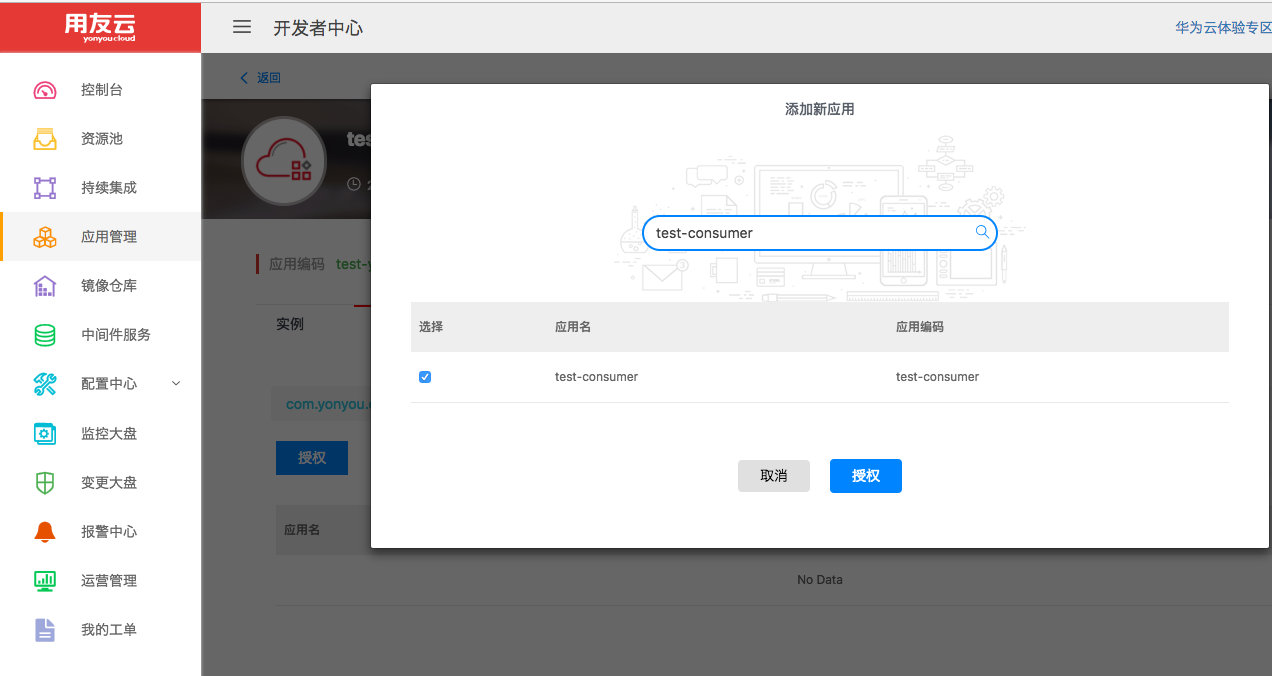 用友云
yonyou cloud
开发者中心
华为云体验专区
控制台
资源池
持续集成
应用管理
镜像仓库
中间件服务
配置中心
监控大盘
变更大盘
报警中心
运营管理
我的工单
返回
tes
2
应用编码 test-y
实例
com.yonyou.
授权
应用名
No Data
添加新应用
3
test-consumer
选择 应用名 应用编码
test-consumer test-consumer
取消 授权